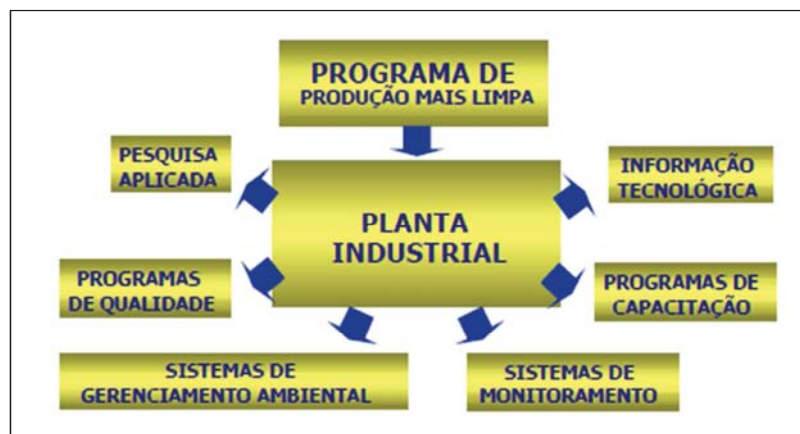 PROGRAMA DE
PRODUÇÃO MAIS LIMPA
PESQUISA
APLICADA
INFORMAÇÃO
TECNOLÓGICA
PLANTA
INDUSTRIAL
PROGRAMAS
DE QUALIDADE
PROGRAMAS DE
CAPACITAÇÃO
SISTEMAS DE
GERENCIAMENTO AMBIENTAL
SISTEMAS DE
MONITORAMENTO